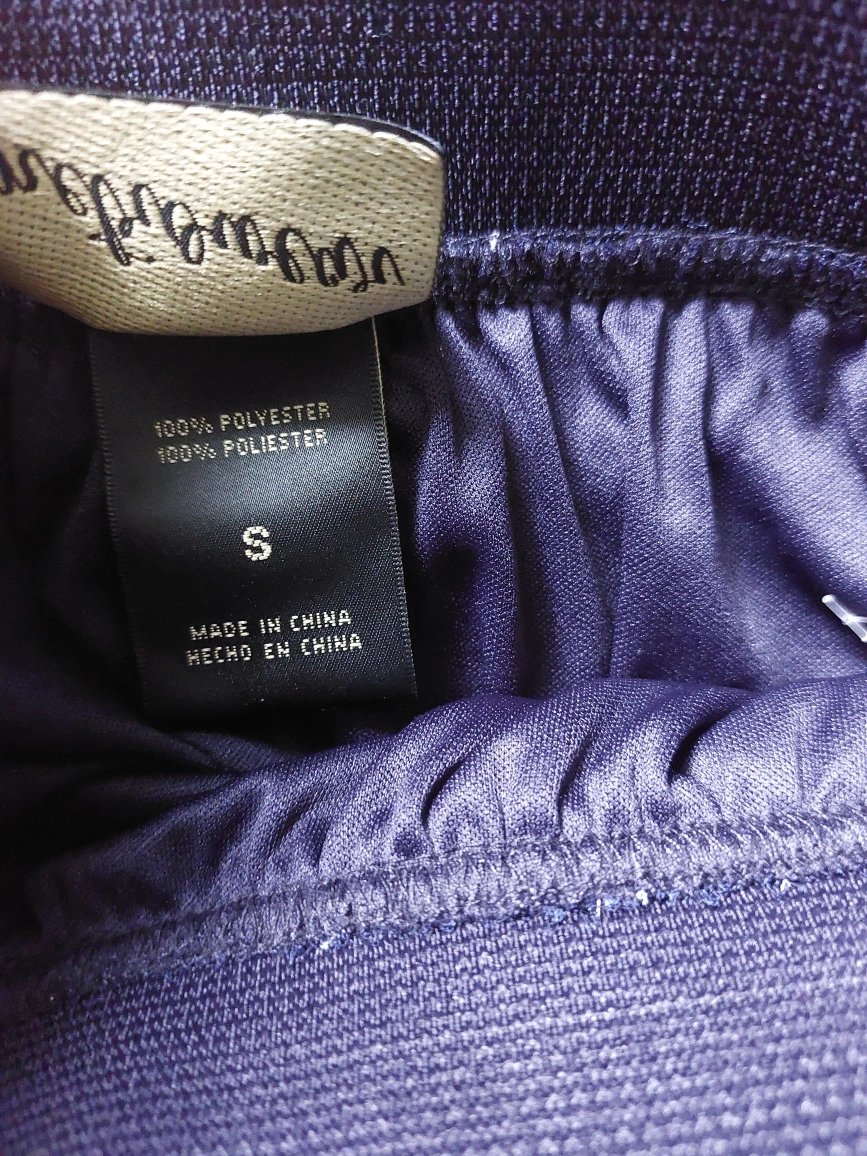 100% POLYESTER
100% POLIESTER
S
MADE IN CHINA
HECHO EN CHINA